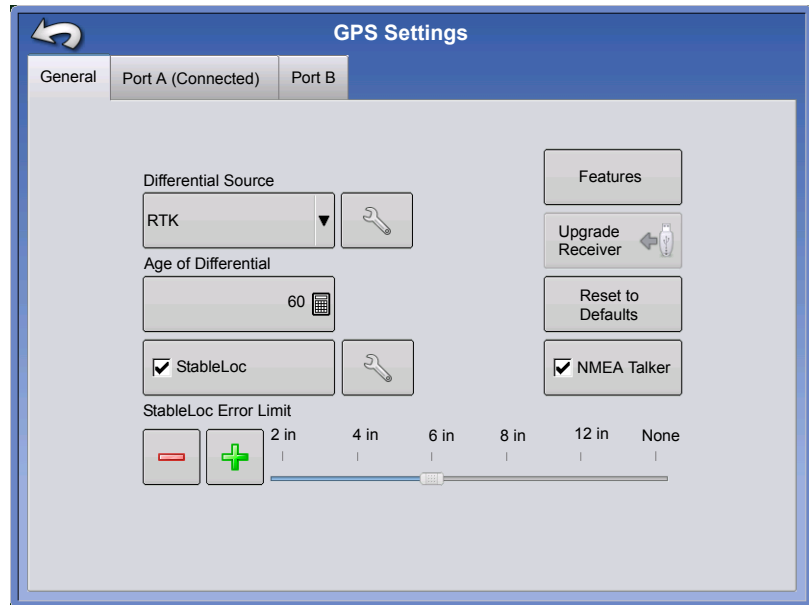 GPS Settings
General
Port A (Connected)
Port B
Differential Source
RTK
Age of Differential
60
StableLoc
StableLoc Error Limit
2 in
4 in
6 in
8 in
12 in
None
Features
Upgrade
Receiver
Reset to
Defaults
NMEA Talker